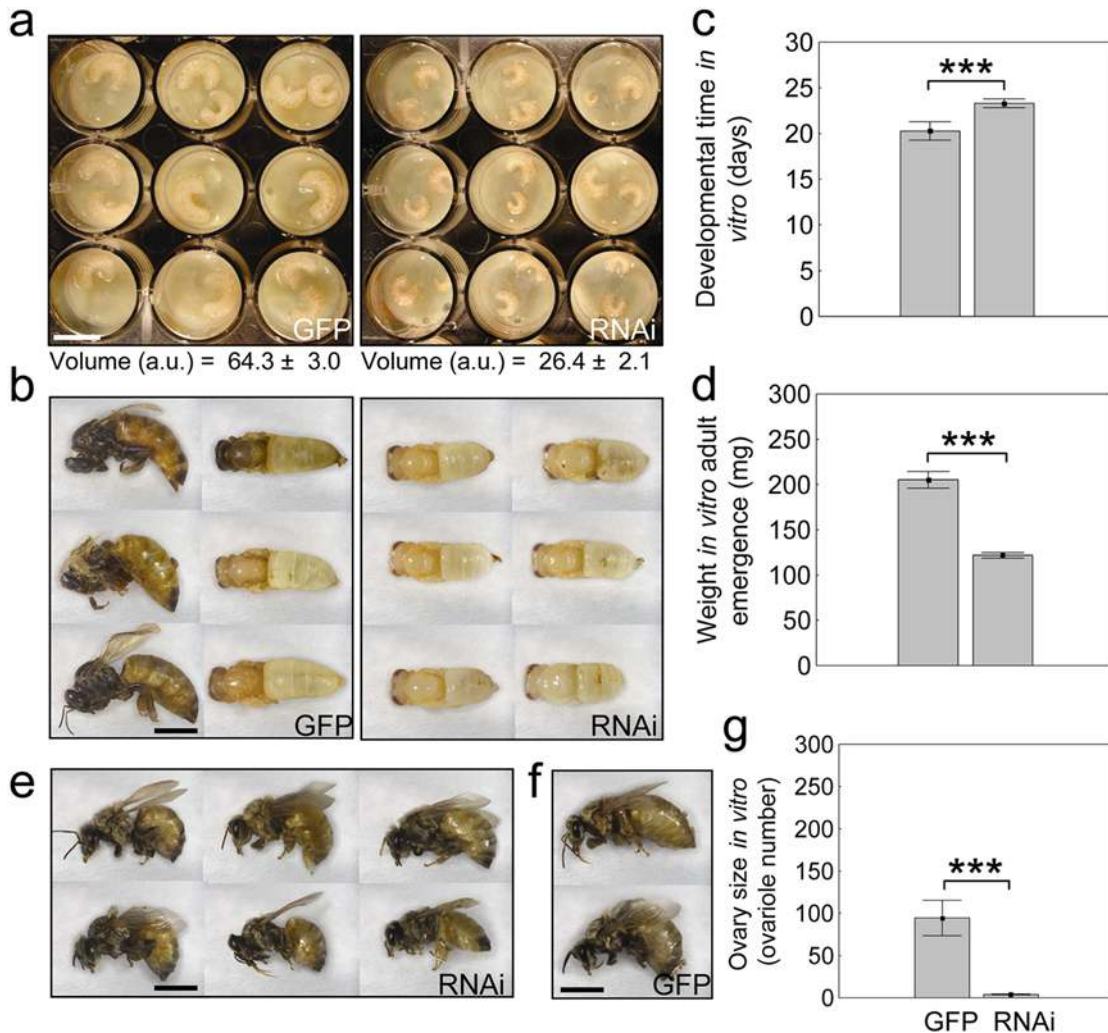 a
GFP
RNAi
Volume (a.u.) = 64.3 ± 3.0
Volume (a.u.) = 26.4 ± 2.1
b
GFP
RNAi
c
Developmental time in
vitro (days)
30
25
20
15
10
5
0
***
d
Weight in vitro adult
emergence (mg)
300
250
200
150
100
50
0
***
e
RNAi
f
GFP
g
Ovary size in vitro
(ovariole number)
300
250
200
150
100
50
0
***
GFP
RNAi